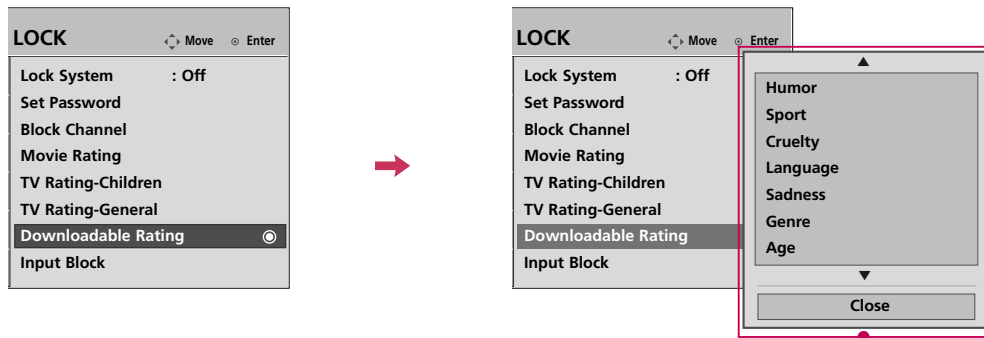 LOCK Move Enter
Lock System : Off
Set Password
Block Channel
Movie Rating
TV Rating-Children
TV Rating-General
Downloadable Rating
Input Block
LOCK Move Enter
Lock System : Off
Set Password
Block Channel
Movie Rating
TV Rating-Children
TV Rating-General
Downloadable Rating
Input Block
Humor
Sport
Cruelty
Language
Sadness
Genre
Age
Close